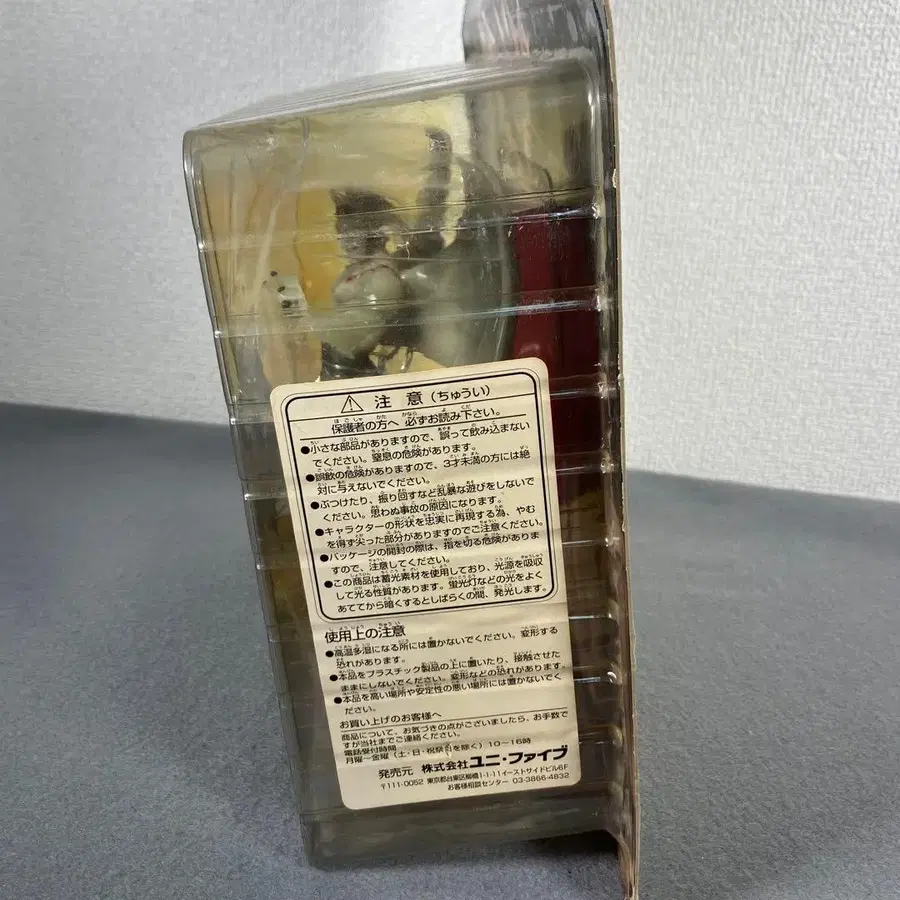 ⚠ 注意(ちゅうい)
保護者の方へ 必ずお読み下さい。
●小さな部品がありますので、誤って飲み込まない
でください。窒息の危険があります。
●誤飲の危険がありますので、3才未満の方には絶
対に与えないでください。
●ぶつけたり、振り回すなど乱暴な遊びをしないで
ください。思わぬ事故の原因になります。
●キャラクターの形状を忠実に再現する為、やむ
を得ず尖った部分がありますのでご注意ください。
●パッケージの開封の際は、指を切る危険がありま
すので、注意してください。
●この商品は蓄光素材を使用しており、光源を吸収
して光る性質があります。蛍光灯などの光をよく
あててから暗くするとしばらくの間、発光します。
使用上の注意
●高温多湿になる所には置かないでください。変形する
恐れがあります。
●本品をプラスチック製品の上に置いたり、接触させた
ままにしないでください。変形などの恐れがあります。
●本品を高い場所や安定性の悪い場所には置かないでく
ださい。
お買い上げのお客様へ
商品について、お気づきの点がございましたら、お手数で
すが当社までご連絡ください。
電話受付時間
月曜~金曜(土・日・祝祭日を除く)10~16時
発売元 株式会社ユニ・ファイブ
〒111-0052 東京都台東区柳橋1-1-11イーストサイドビル6F
お客様相談センター 03-3866-4832